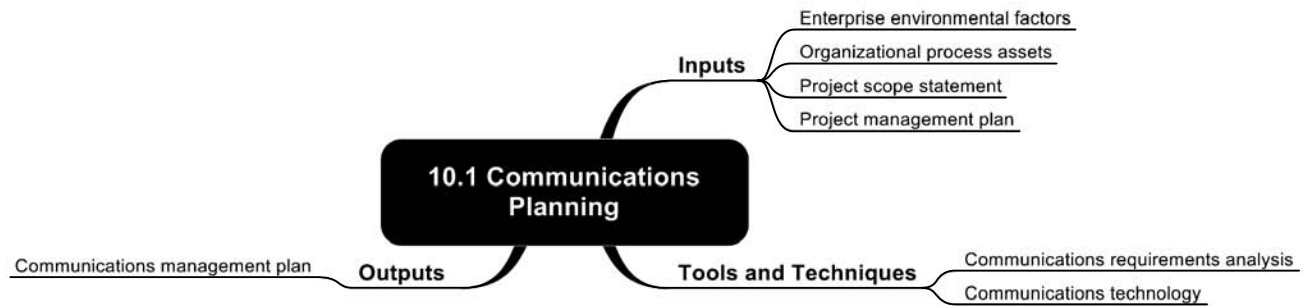 Enterprise environmental factors
Inputs
Organizational process assets
Project scope statement
Project management plan
10.1 Communications
Planning
Communications management plan
Outputs
Tools and Techniques
Communications requirements analysis
Communications technology